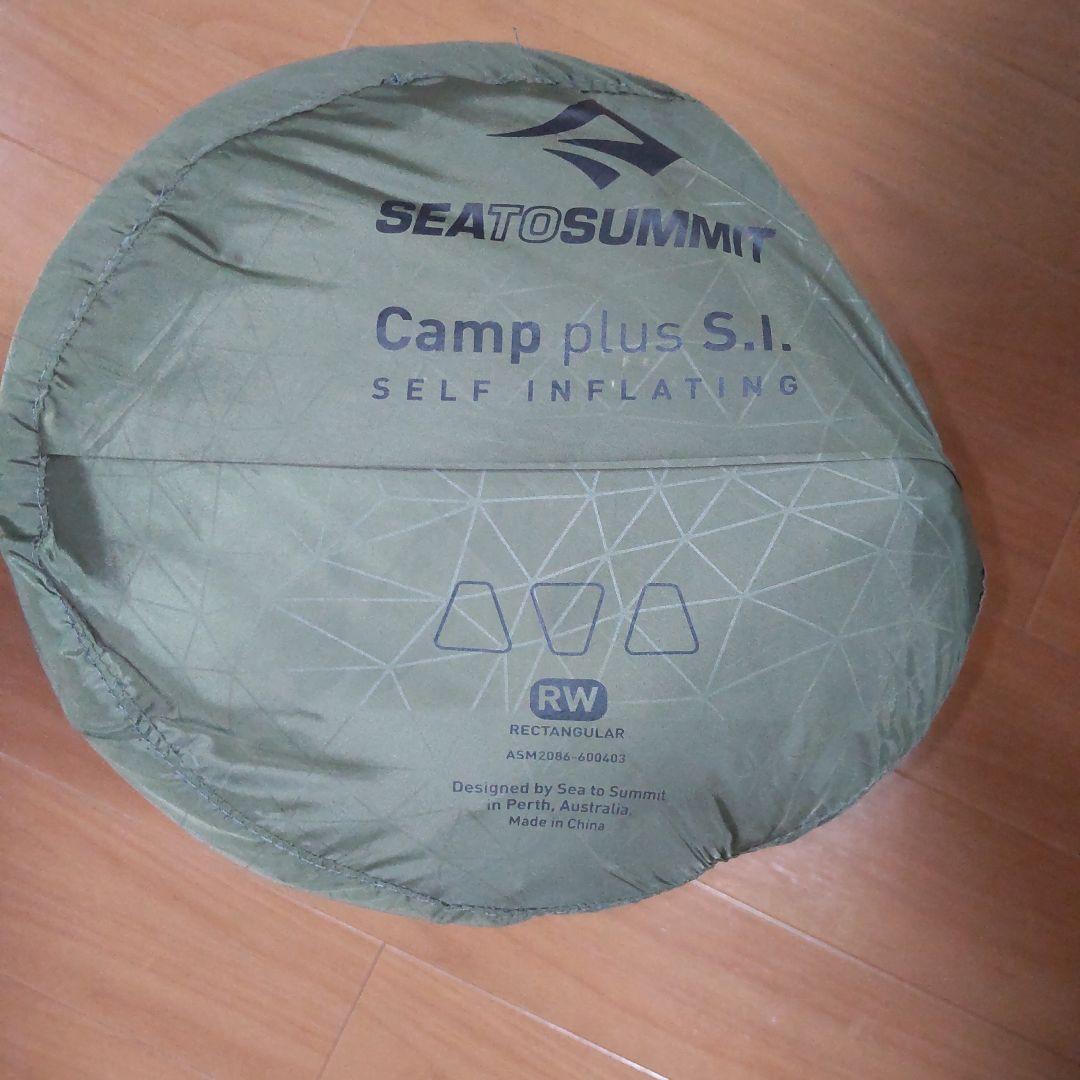 SEATOSUMMIT
Camp plus S.I.
SELF INFLATING
RW
RECTANGULAR
ASM2086-600403
Designed by Sea to Summit
in Perth, Australia.
Made in China